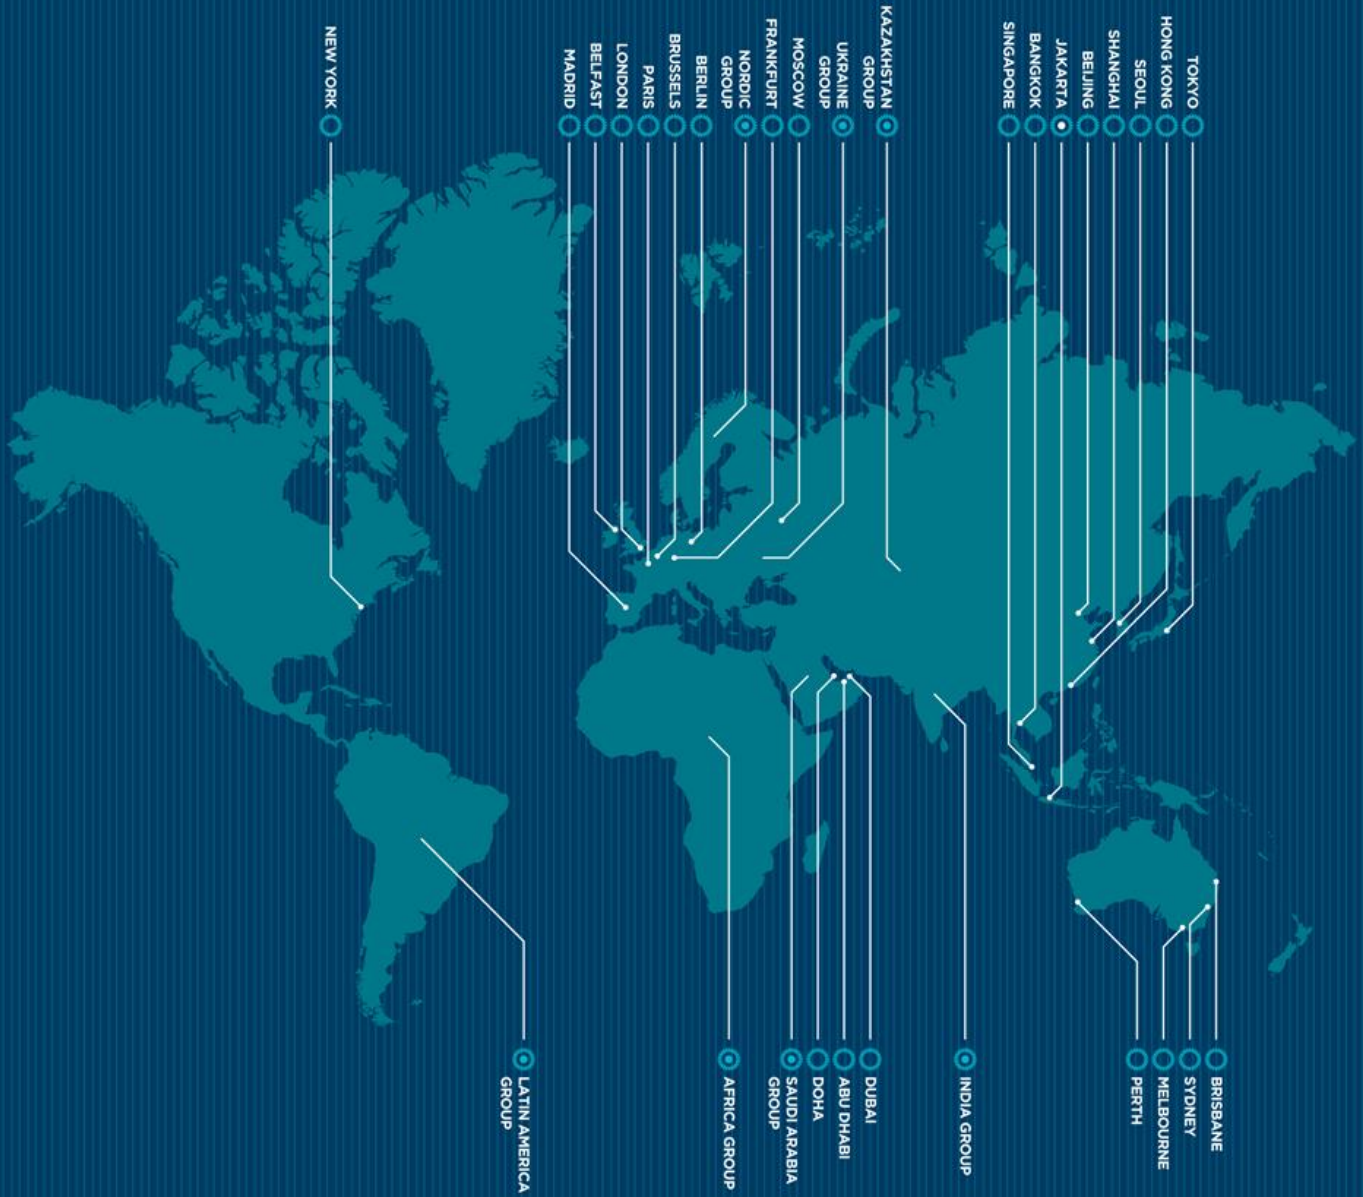 NEW YORK
MADRID
BELFAST
LONDON
PARIS
BRUSSELS
BERLIN
NORDIC
GROUP
FRANKFURT
MOSCOW
UKRAINE
GROUP
KAZAKHSTAN
GROUP
SINGAPORE
BANGKOK
JAKARTA
BEIJING
SHANGHAI
SEOUL
HONG KONG
TOKYO
LATIN AMERICA
GROUP
AFRICA GROUP
SAUDI ARABIA
GROUP
DOHA
ABU DHABI
DUBAI
INDIA GROUP
PERTH
MELBOURNE
SYDNEY
BRISBANE